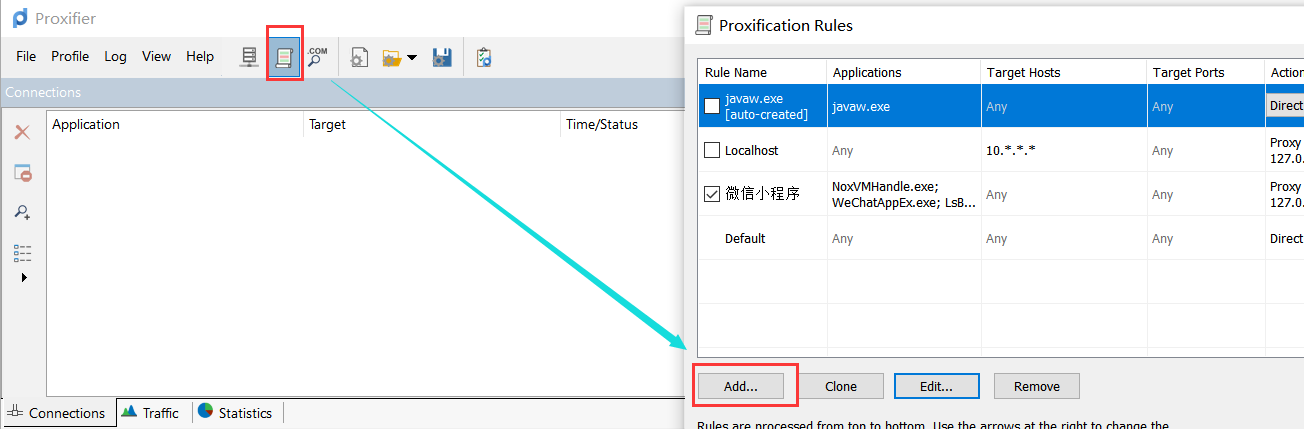 Proxifier
File Profile Log View Help .COM
Connections
Application Target Time/Status
Connections Traffic Statistics
Proxification Rules
Rule Name Applications Target Hosts Target Ports Action
javaw.exe [auto-created] javaw.exe Any Any Direct
Localhost Any 10.*.*.* Any Proxy 127.0.
微信小程序 NoxVMHandle.exe; WeChatAppEx.exe; LsB... Any Any Proxy 127.0.
Default Any Any Any Direct
Add... Clone Edit... Remove
Rules are processed from top to bottom. Use the arrows at the right to change the